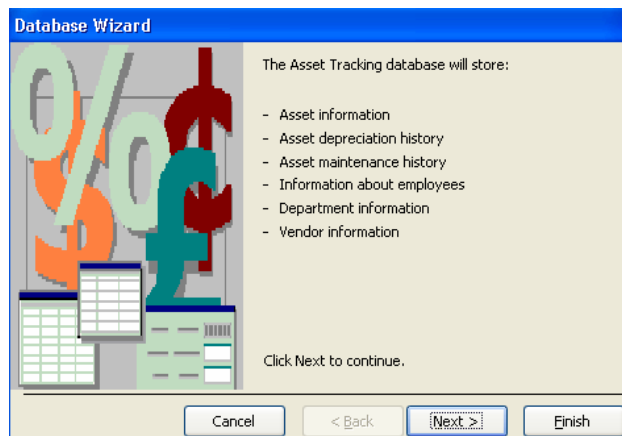 Database Wizard
The Asset Tracking database will store:
- Asset information
- Asset depreciation history
- Asset maintenance history
- Information about employees
- Department information
- Vendor information
Click Next to continue.
Cancel < Back Next > Finish